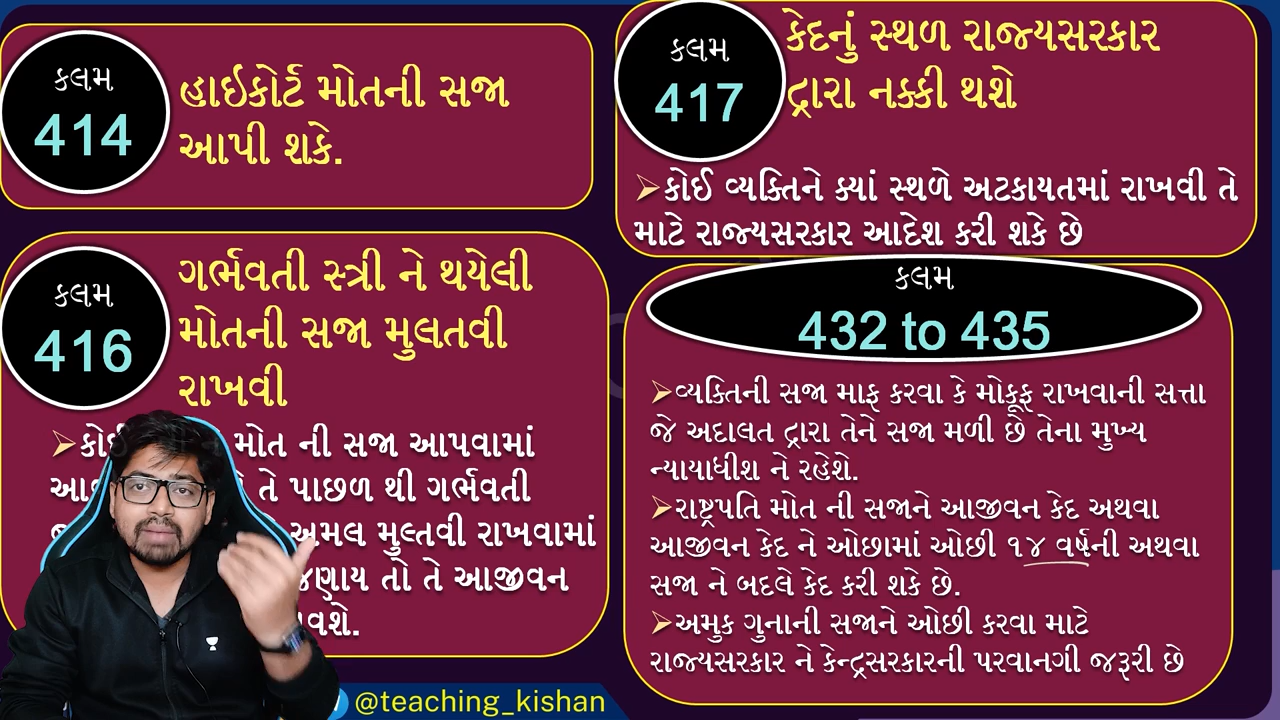 કલમ
414
હાઇકોર્ટ મોતની સજા
આપી શકે.
કલમ
416
ગર્ભવતી સ્ત્રી ને થયેલી
મોતની સજા મુલતવી
રાખવી
➢કોઈ મોત ની સજા આપવામાં
તે પાછળ થી ગર્ભવતી
અમલ મુલ્તવી રાખવામાં
જણાય તો તે આજીવન
કલમ
417
કેદનું સ્થળ રાજ્યસરકાર
દ્વારા નક્કી થશે
➢કોઈ વ્યક્તિને ક્યાં સ્થળે અટકાયતમાં રાખવી તે
માટે રાજ્યસરકાર આદેશ કરી શકે છે
કલમ
432 to 435
➢વ્યક્તિની સજા માફ કરવા કે મોકૂફ રાખવાની સત્તા
જે અદાલત દ્વારા તેને સજા મળી છે તેના મુખ્ય
ન્યાયાધીશ ને રહેશે.
➢રાષ્ટ્રપતિ મોત ની સજાને આજીવન કેદ અથવા
આજીવન કેદ ને ઓછામાં ઓછી ૧૪ વર્ષની અથવા
સજા ને બદલે કેદ કરી શકે છે.
➢અમુક ગુનાની સજાને ઓછી કરવા માટે
રાજ્યસરકાર ને કેન્દ્રસરકારની પરવાનગી જરૂરી છે
@teaching_kishan